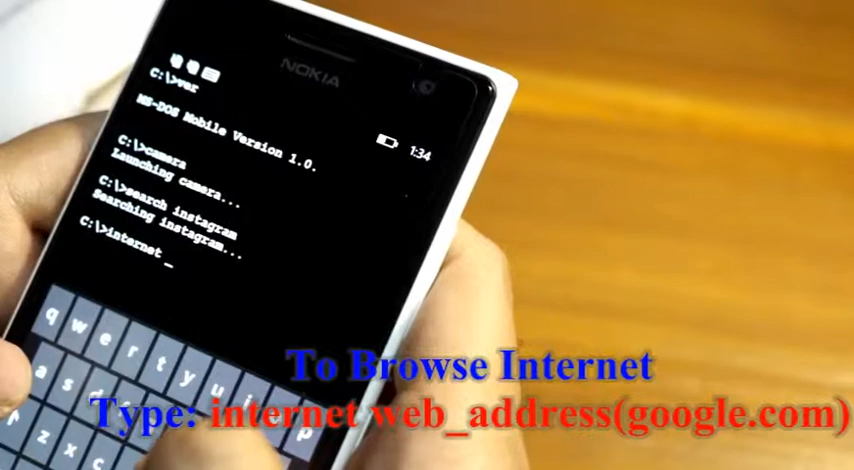 NOKIA
1:34
C:\>ver
MS-DOS Mobile Version 1.0.
C:\>camera
Launching camera...
C:\>search instagram
Searching instagram...
C:\>internet _
q w e r t y u i p
a s d f
z x c
To Browse Internet
Type: internet web_address(google.com)